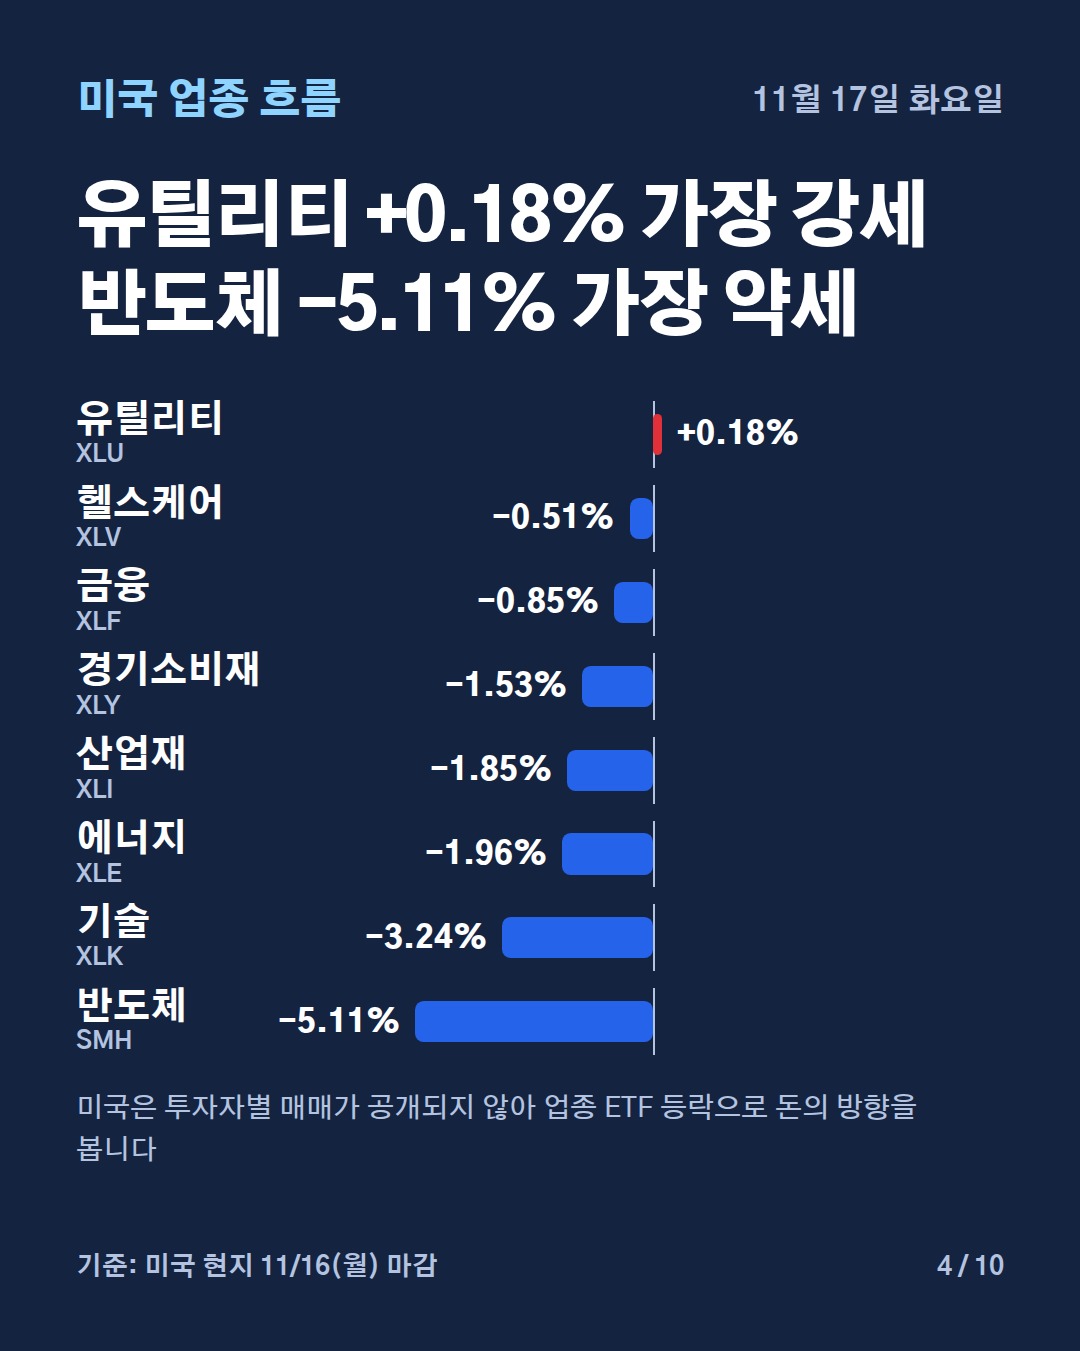 미국 업종 흐름
11월 17일 화요일
유틸리티 +0.18% 가장 강세
반도체 −5.11% 가장 약세
유틸리티
XLU
+0.18%
헬스케어
XLV
−0.51%
금융
XLF
−0.85%
경기소비재
XLY
−1.53%
산업재
XLI
−1.85%
에너지
XLE
−1.96%
기술
XLK
−3.24%
반도체
SMH
−5.11%
미국은 투자자별 매매가 공개되지 않아 업종 ETF 등락으로 돈의 방향을
봅니다
기준: 미국 현지 11/16(월) 마감
4 / 10